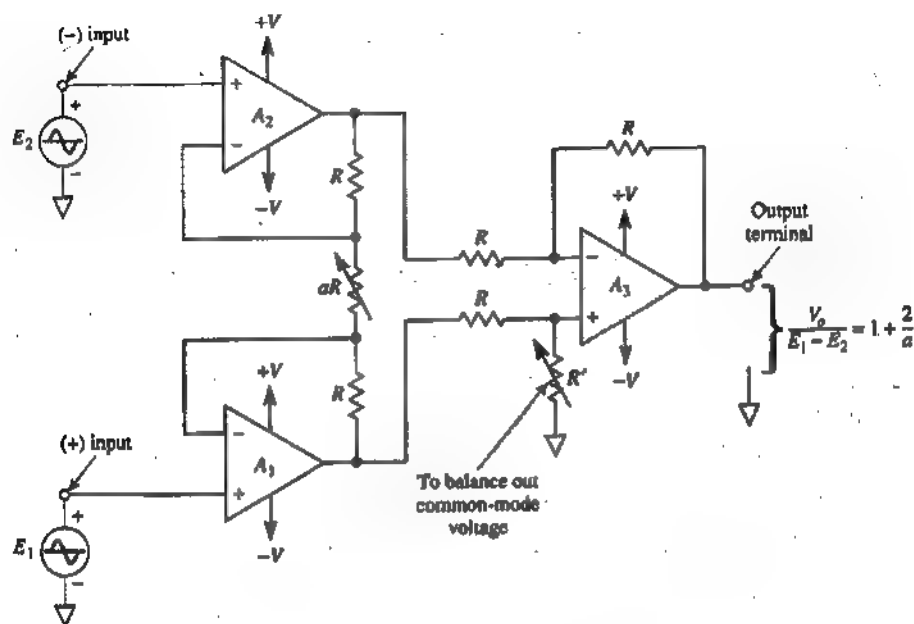 +V
(−) input
+
A₂
−
+
E₂
−
−V
R
R
aR
R
R
R
+V
−
A₃
+
−V
Output
terminal
V₀ / (E₁ − E₂) = 1 + 2/a
R'
To balance out
common-mode
voltage
+V
−
A₁
+
−V
(+) input
+
E₁
−